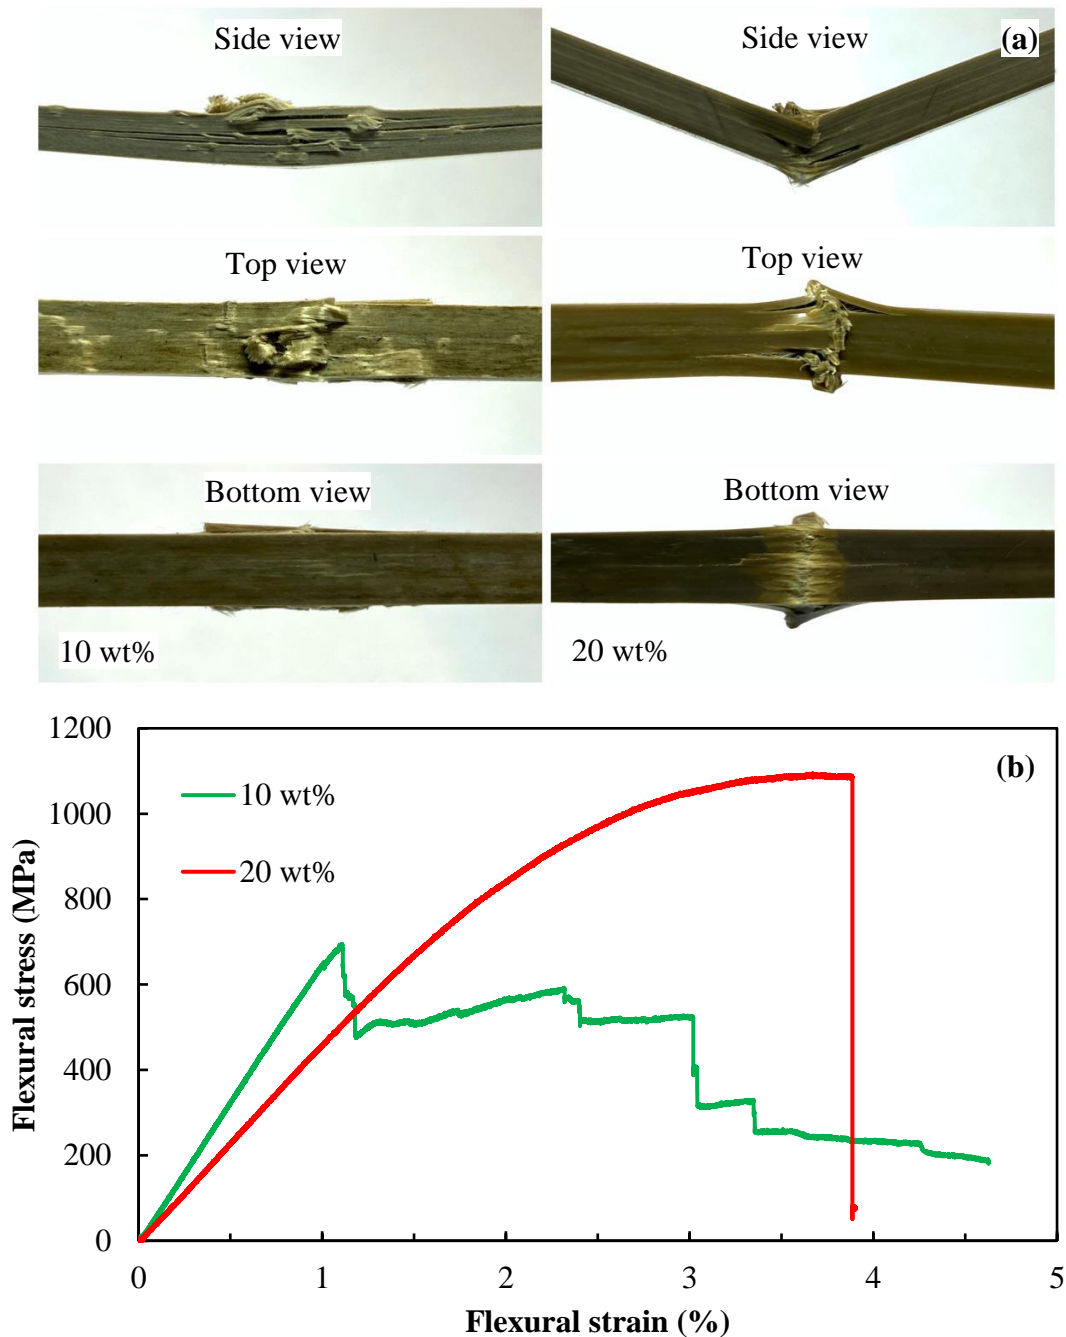 Side view
Side view
(a)
Top view
Top view
Bottom view
Bottom view
10 wt%
20 wt%
(b)
1200
1000
800
600
400
200
0
10 wt%
20 wt%
Flexural stress (MPa)
0
1
2
3
4
5
Flexural strain (%)